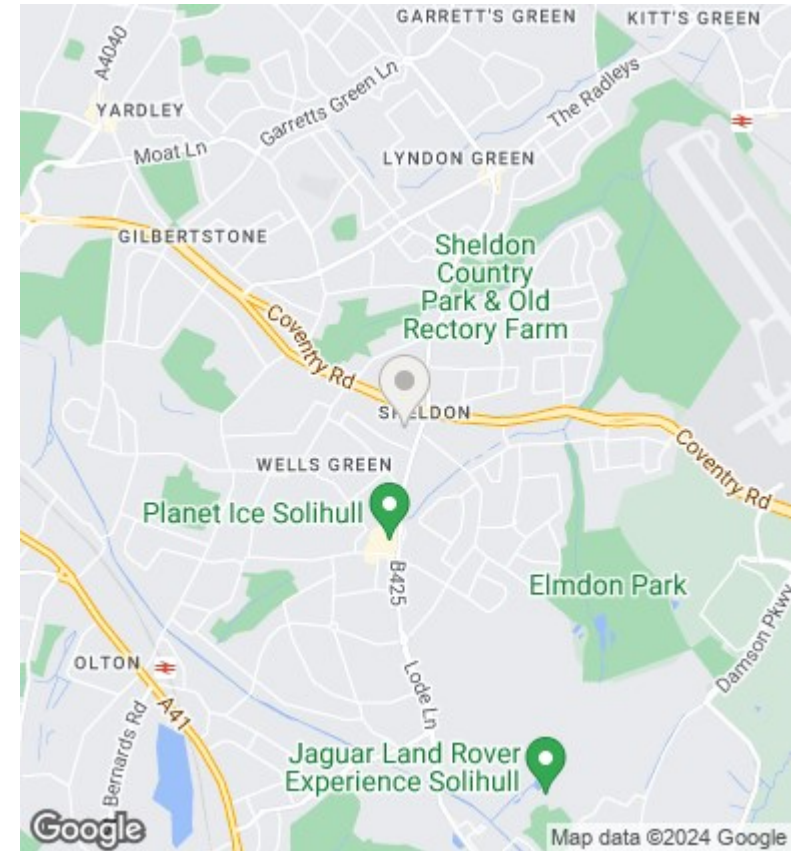 GARRETT'S GREEN
KITT'S GREEN
A4040
Garretts Green Ln
The Radleys
YARDLEY
Moat Ln
LYNDON GREEN
GILBERTSTONE
Sheldon
Country
Park & Old
Rectory Farm
Coventry Rd
SHELDON
Coventry Rd
WELLS GREEN
Planet Ice Solihull
B425
Elmdon Park
Damson Pkwy
OLTON
A41
Lode Ln
Bernards Rd
Jaguar Land Rover
Experience Solihull
Google
Map data ©2024 Google